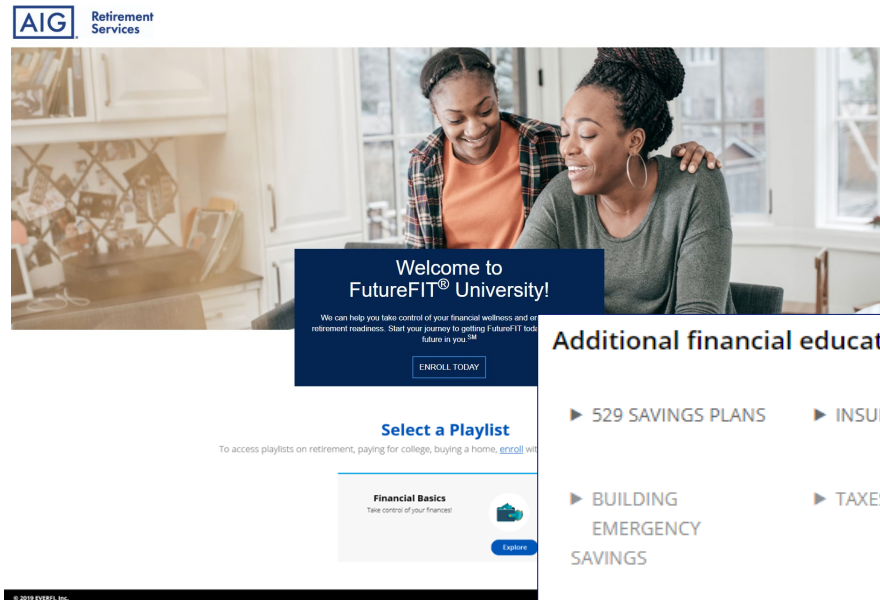 AIG Retirement
Services
Welcome to
FutureFIT® University!
We can help you take control of your financial wellness and
retirement readiness. Start your journey to getting FutureFIT
future in you.SM
ENROLL TODAY
Additional financial
529 SAVINGS PLANS
Select a Playlist
To access playlists on retirement, paying for college, buying a home, enroll
Financial Basics
Take control of your finances!
Explore
BUILDING
EMERGENCY
SAVINGS
© 2019 EVERFI, Inc.